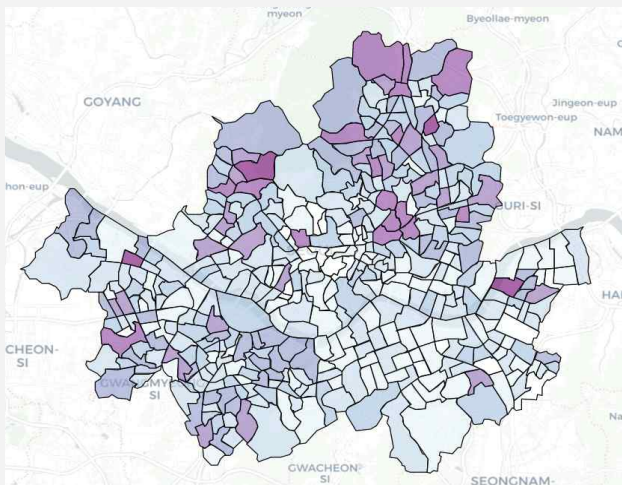 myeon
Byeollae-myeon
GOYANG
Jingeon-eup
Toegyewon-eup
NAM
hon-eup
GURI-SI
HA
CHEON-
SI
GWANGMYEONG-
SI
Na
GWACHEON-
SI
SEONGNAM-